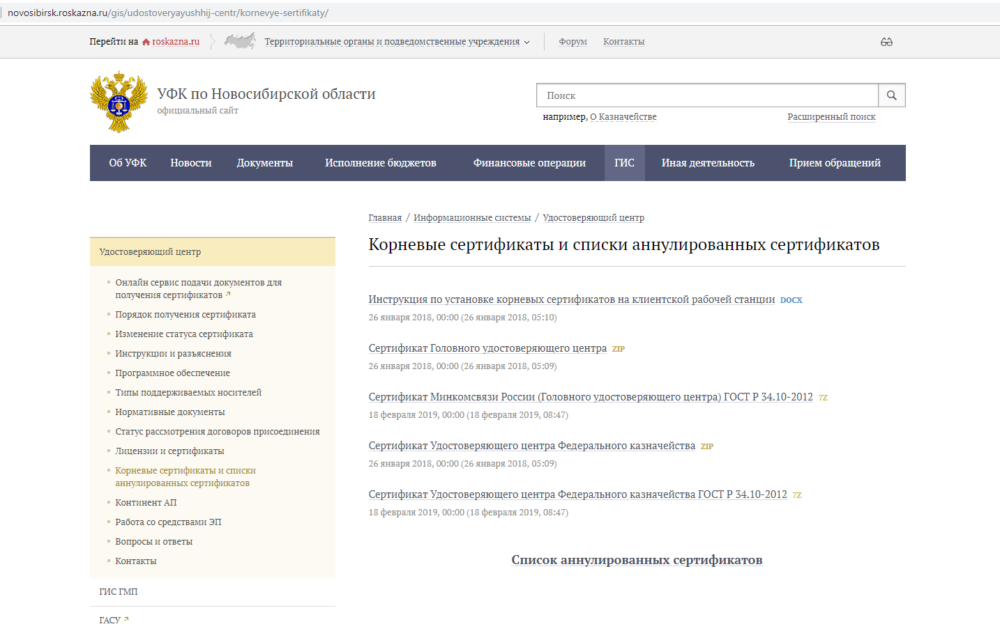 novosibirsk.roskazna.ru/gis/udostoveryayushhij-centr/kornevye-sertifikaty/
Перейти на roskazna.ru Территориальные органы и подведомственные учреждения Форум Контакты
УФК по Новосибирской области
официальный сайт
Поиск
например, О Казначействе Расширенный поиск
Об УФК Новости Документы Исполнение бюджетов Финансовые операции ГИС Иная деятельность Прием обращений
Главная / Информационные системы / Удостоверяющий центр
Корневые сертификаты и списки аннулированных сертификатов
Удостоверяющий центр
Онлайн сервис подачи документов для
получения сертификатов
Порядок получения сертификата
Изменение статуса сертификата
Инструкции и разъяснения
Программное обеспечение
Типы поддерживаемых носителей
Нормативные документы
Статус рассмотрения договоров присоединения
Лицензии и сертификаты
Корневые сертификаты и списки
аннулированных сертификатов
Континент АП
Работа со средствами ЭП
Вопросы и ответы
Контакты
ГИС ГМП
ГАСУ
Инструкция по установке корневых сертификатов на клиентской рабочей станции DOCX
26 января 2018, 00:00 (26 января 2018, 05:10)
Сертификат Головного удостоверяющего центра ZIP
26 января 2018, 00:00 (26 января 2018, 05:09)
Сертификат Минкомсвязи России (Головного удостоверяющего центра) ГОСТ Р 34.10-2012 7Z
18 февраля 2019, 00:00 (18 февраля 2019, 08:47)
Сертификат Удостоверяющего центра Федерального казначейства ZIP
26 января 2018, 00:00 (26 января 2018, 05:09)
Сертификат Удостоверяющего центра Федерального казначейства ГОСТ Р 34.10-2012 7Z
18 февраля 2019, 00:00 (18 февраля 2019, 08:47)
Список аннулированных сертификатов